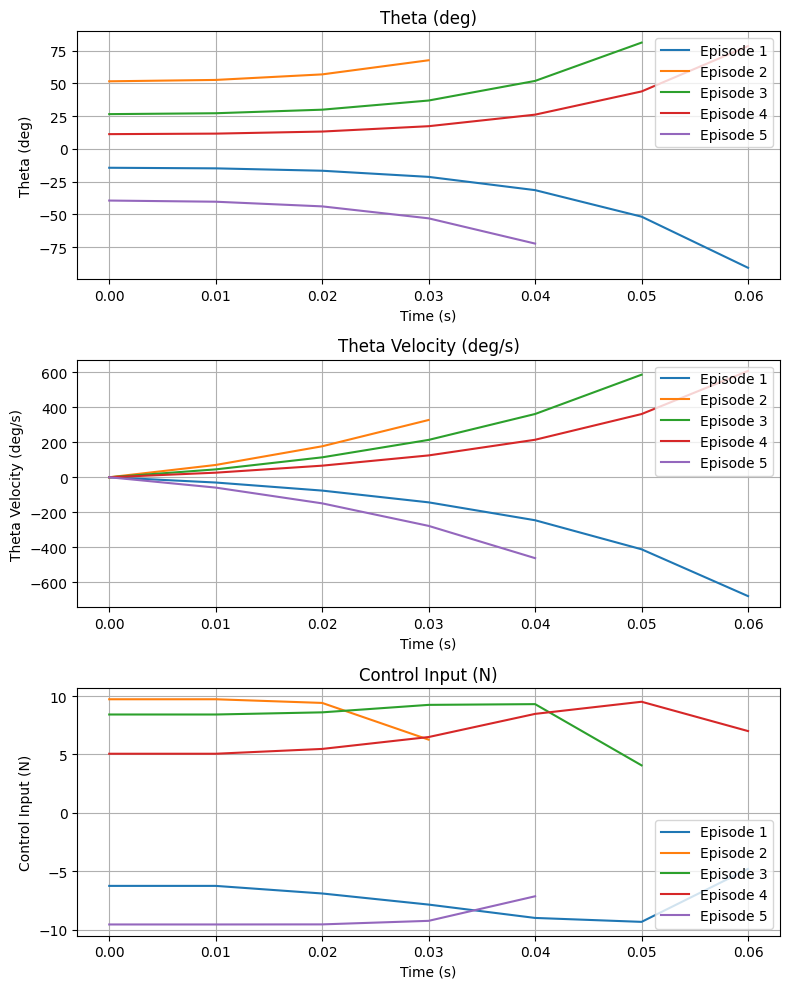 Theta (deg)
Theta (deg)
75
50
25
0
−25
−50
−75
Episode 1
Episode 2
Episode 3
Episode 4
Episode 5
0.00 0.01 0.02 0.03 0.04 0.05 0.06
Time (s)
Theta Velocity (deg/s)
Theta Velocity (deg/s)
600
400
200
0
−200
−400
−600
Episode 1
Episode 2
Episode 3
Episode 4
Episode 5
0.00 0.01 0.02 0.03 0.04 0.05 0.06
Time (s)
Control Input (N)
Control Input (N)
10
5
0
−5
−10
Episode 1
Episode 2
Episode 3
Episode 4
Episode 5
0.00 0.01 0.02 0.03 0.04 0.05 0.06
Time (s)